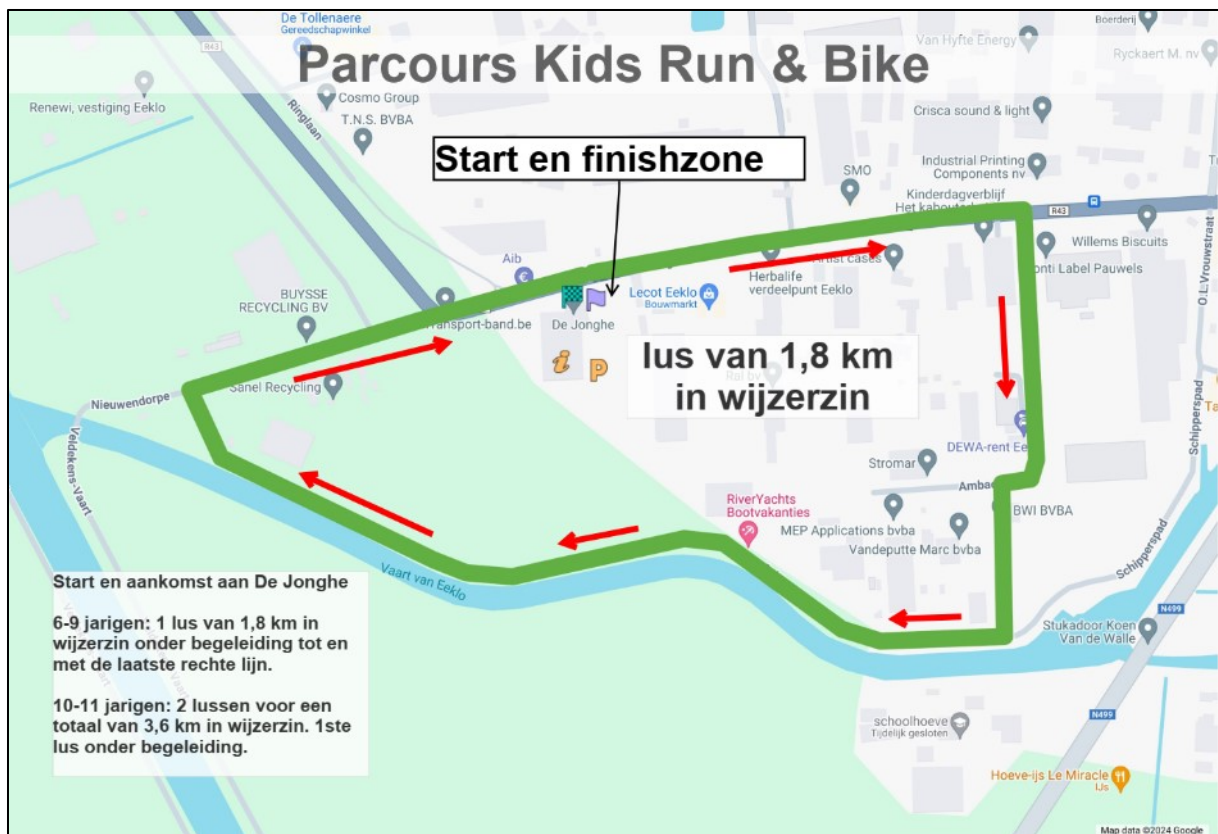 De Tollenaere
Gereedschapwinkel
Boerderij
Van Hyfte Energy
Ryckaert M. nv
R43
Parcours Kids Run & Bike
Renewi, vestiging Eeklo
Cosmo Group
T.N.S. BVBA
Ringlaan
Crisca sound & light
Start en finishzone
SMO
Industrial Printing
Components nv
Kinderdagverblijf
Het
R43
Willems Biscuits
O.L.Vrouwstraat
Aib
Label Pauwels
BUYSSE
RECYCLING BV
Herbalife
verdeelpunt Eeklo
Lecot Eeklo
Bouwmarkt
De Jonghe
lus van 1,8 km
in wijzerzin
Sanel Recycling
Nieuwendorpe
Veldekens-Vaart
Schipperspad
DEWA-rent
Stromar
RiverYachts
Bootvakanties
MEP Applications bvba
BWI BVBA
Vandeputte Marc bvba
Schipperspad
Vaart van Eeklo
Start en aankomst aan De Jonghe
6-9 jarigen: 1 lus van 1,8 km in
wijzerzin onder begeleiding tot en
met de laatste rechte lijn.
10-11 jarigen: 2 lussen voor een
totaal van 3,6 km in wijzerzin. 1ste
lus onder begeleiding.
N499
Stukadoor Koen
Van de Walle
schoolhoeve
Tijdelijk gesloten
N499
Hoeve-ijs Le Miracle
IJs
Map data ©2024 Google